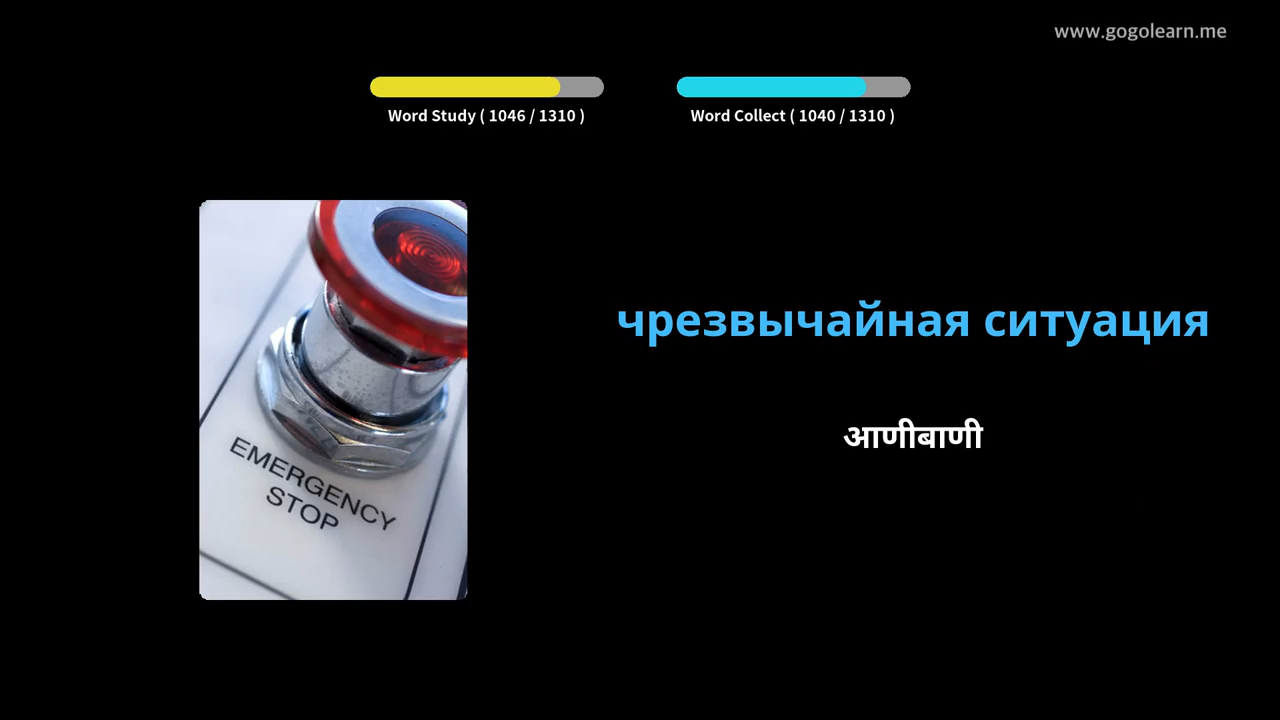 www.gogolearn.me
Word Study ( 1046 / 1310 )
Word Collect ( 1040 / 1310 )
чрезвычайная ситуация
आणीबाणी
EMERGENCY
STOP